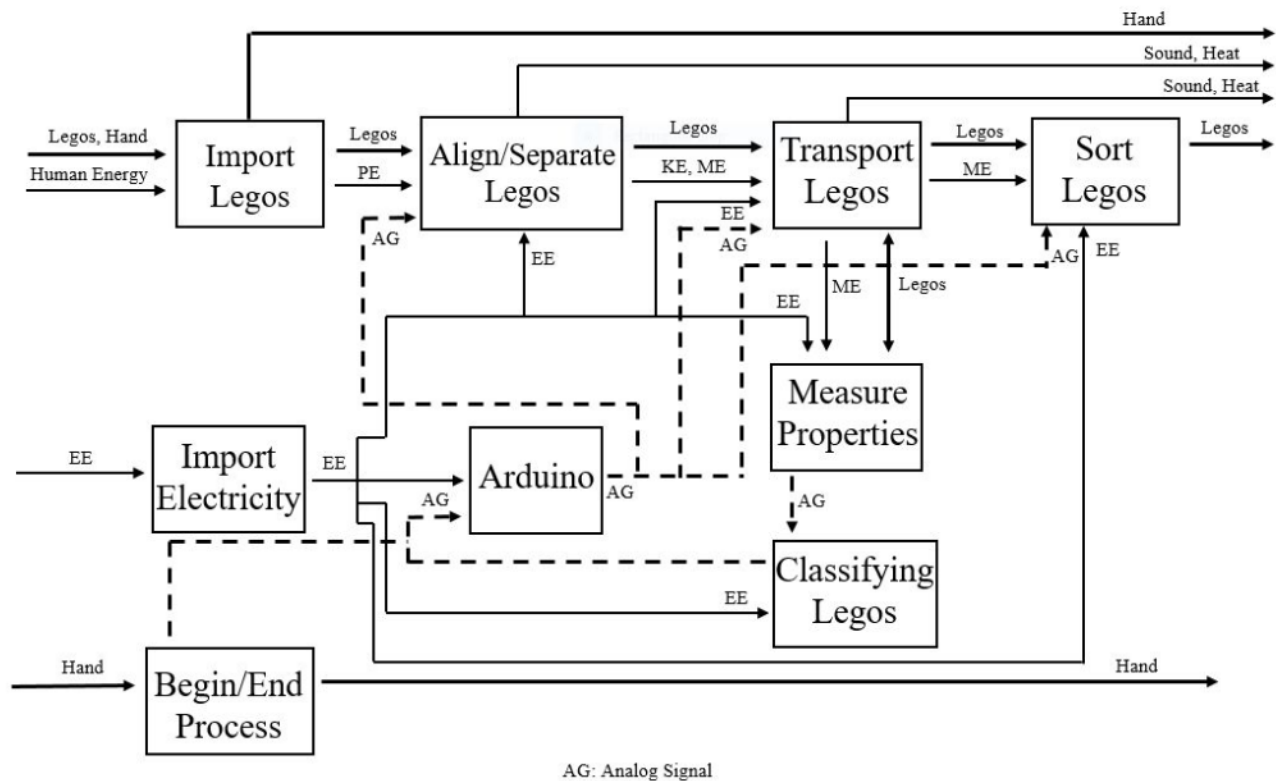 Hand
Sound, Heat
Sound, Heat
Legos, Hand
Human Energy
Import
Legos
Legos
PE
Align/Separate
Legos
Legos
KE, ME
Transport
Legos
Legos
ME
Sort
Legos
Legos
AG
EE
EE
AG
AG
EE
EE
ME
Legos
EE
Measure
Properties
EE
Import
Electricity
EE
AG
Arduino
AG
AG
Classifying
Legos
EE
Hand
Begin/End
Process
Hand
AG: Analog Signal